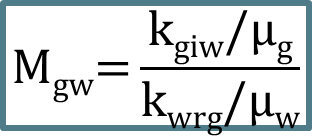 M_gw = (k_giw/μ_g) / (k_wrg/μ_w)